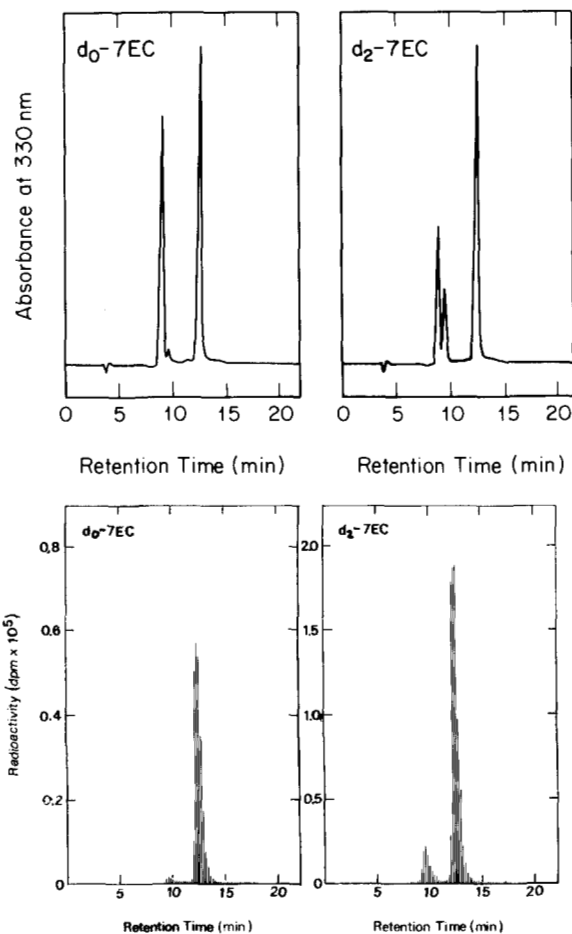 d₀-7EC
d₂-7EC
Absorbance at 330 nm
0 5 10 15 20
0 5 10 15 20
Retention Time (min)
Retention Time (min)
d₀-7EC
d₂-7EC
Radioactivity (dpm x 10⁵)
0.8
0.6
0.4
0.2
0
2.0
1.5
1.0
0.5
0
5 10 15 20
5 10 15 20
Retention Time (min)
Retention Time (min)